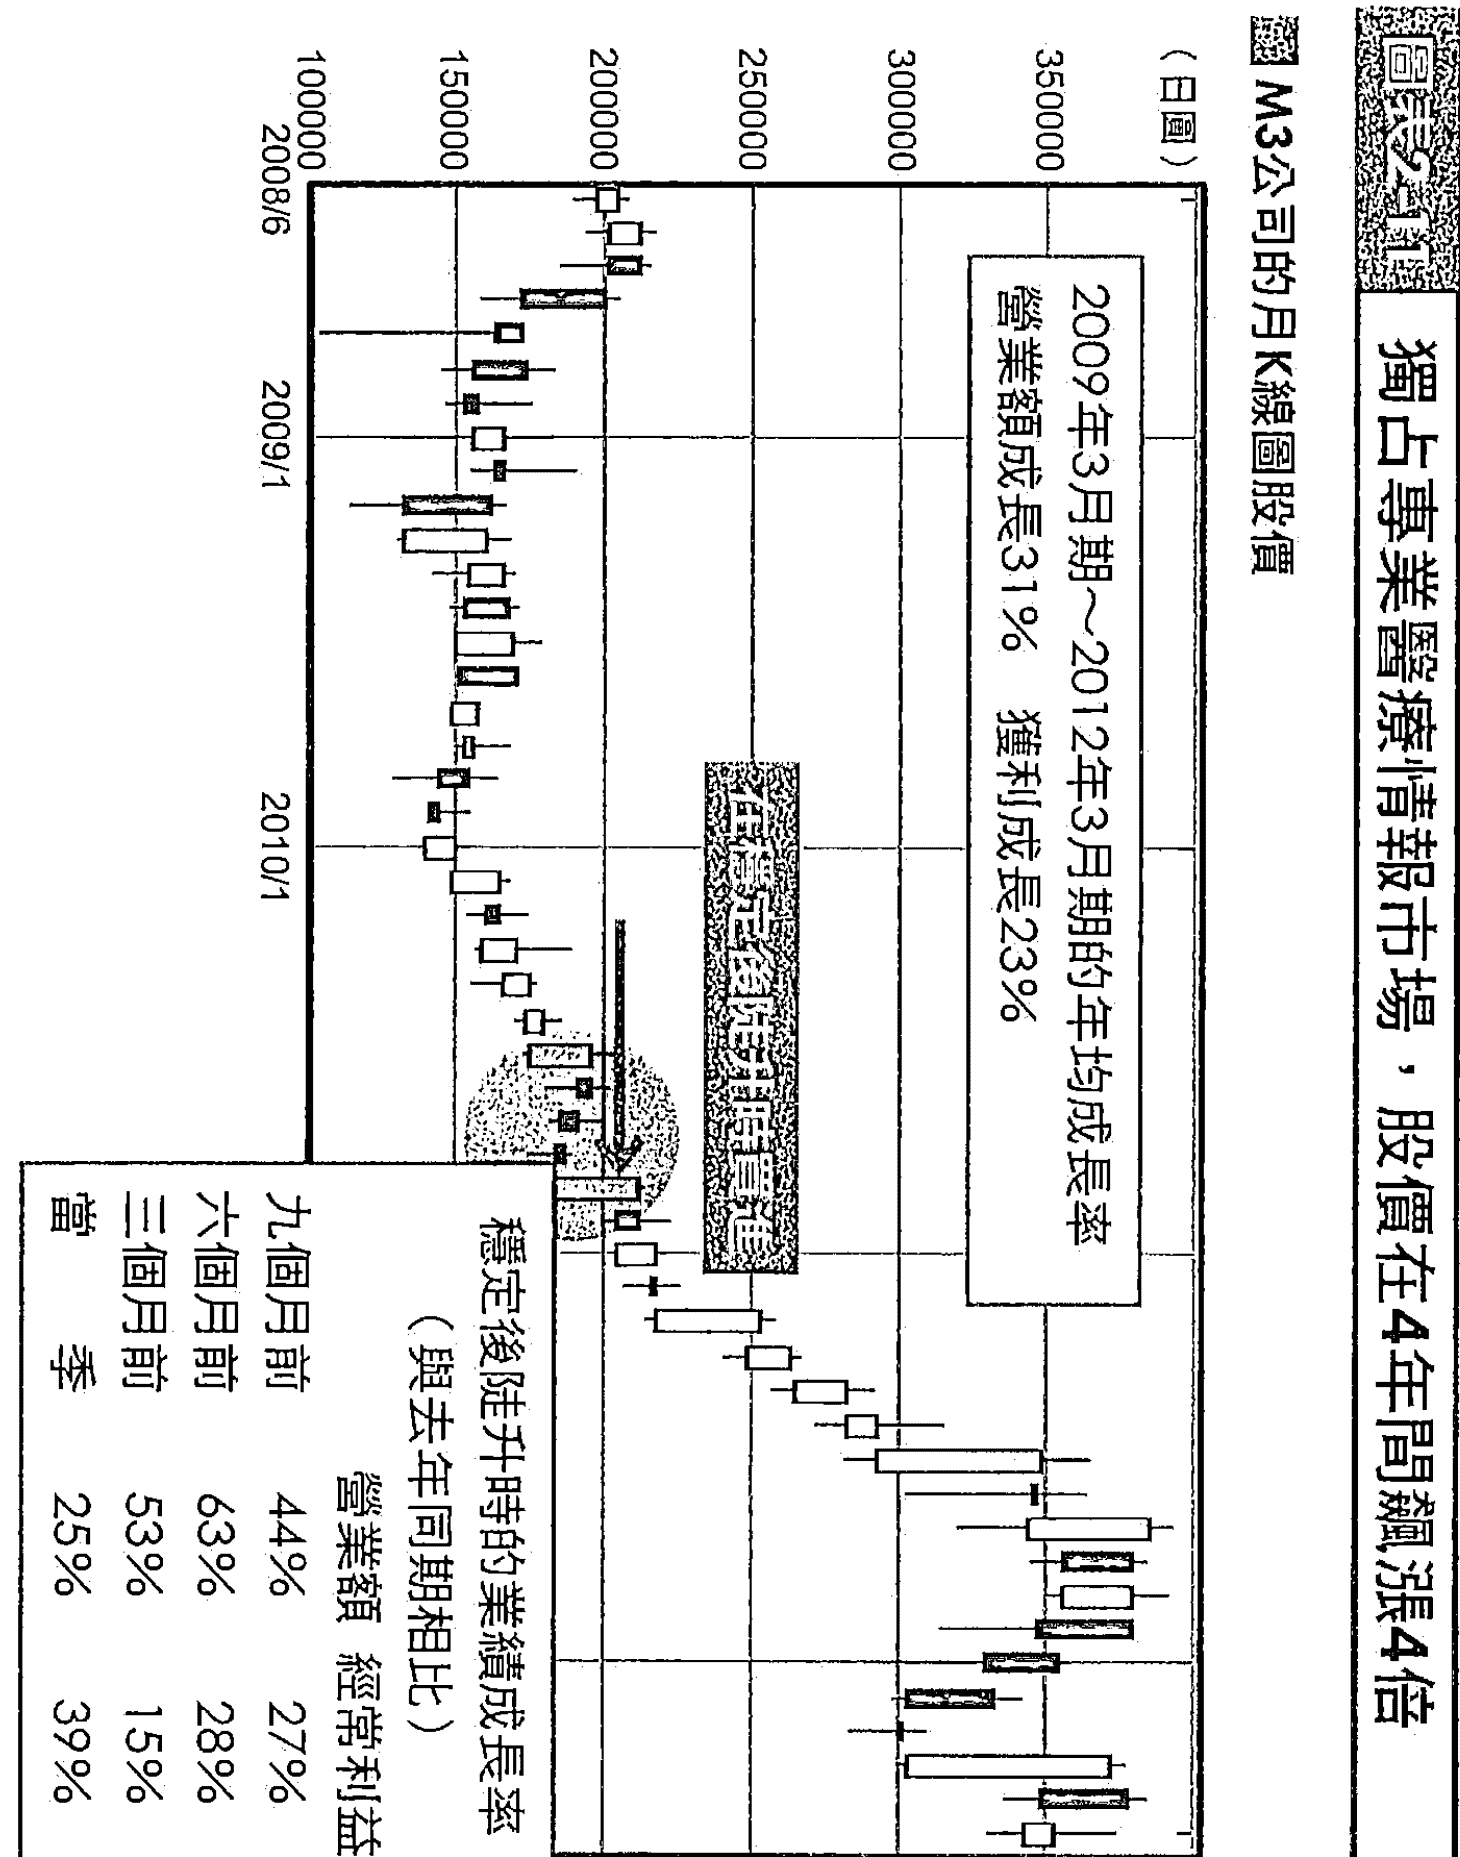 圖表2-11 獨占專業醫療情報市場，股價在4年間飆漲4倍
M3公司的月K線圖股價
（日圓）
350000
300000
250000
200000
150000
100000
2008/6
2009/1
2010/1
2009年3月期～2012年3月期的年均成長率
營業額成長31%　獲利成長23%
在穩定後陡升時買進
穩定後陡升時的業績成長率
（與去年同期相比）
營業額 經常利益
九個月前 44% 27%
六個月前 63% 28%
三個月前 53% 15%
當　季 25% 39%